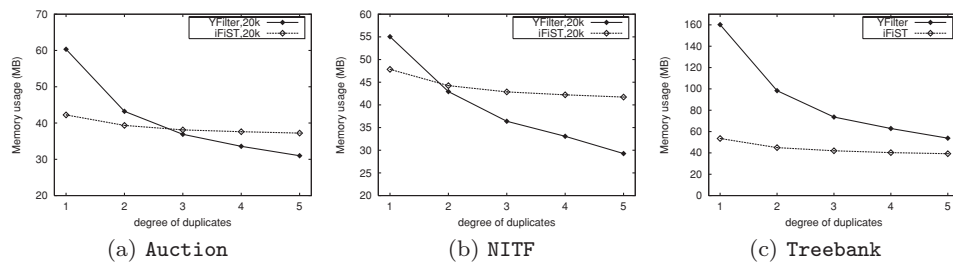 70
60
50
40
30
20
Memory usage (MB)
YFilter,20k
iFiST,20k
1 2 3 4 5
degree of duplicates
(a) Auction
60
55
50
45
40
35
30
25
20
Memory usage (MB)
YFilter,20k
iFiST,20k
1 2 3 4 5
degree of duplicates
(b) NITF
160
140
120
100
80
60
40
20
0
Memory usage (MB)
YFilter
iFiST
1 2 3 4 5
degree of duplicates
(c) Treebank